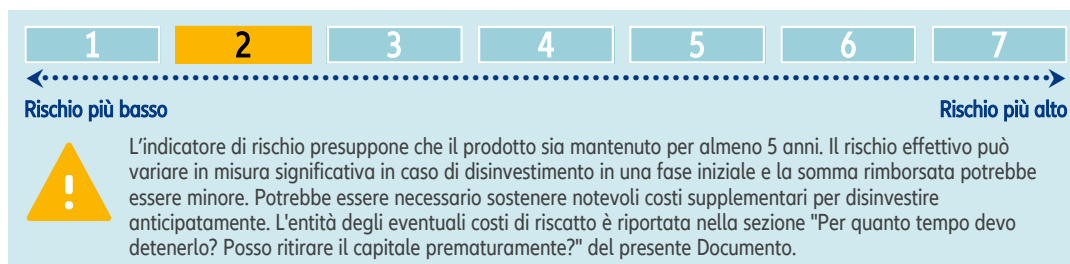 1 2 3 4 5 6 7
Rischio più basso Rischio più alto
L'indicatore di rischio presuppone che il prodotto sia mantenuto per almeno 5 anni. Il rischio effettivo può
variare in misura significativa in caso di disinvestimento in una fase iniziale e la somma rimborsata potrebbe
essere minore. Potrebbe essere necessario sostenere notevoli costi supplementari per disinvestire
anticipatamente. L'entità degli eventuali costi di riscatto è riportata nella sezione "Per quanto tempo devo
detenerlo? Posso ritirare il capitale prematuramente?" del presente Documento.